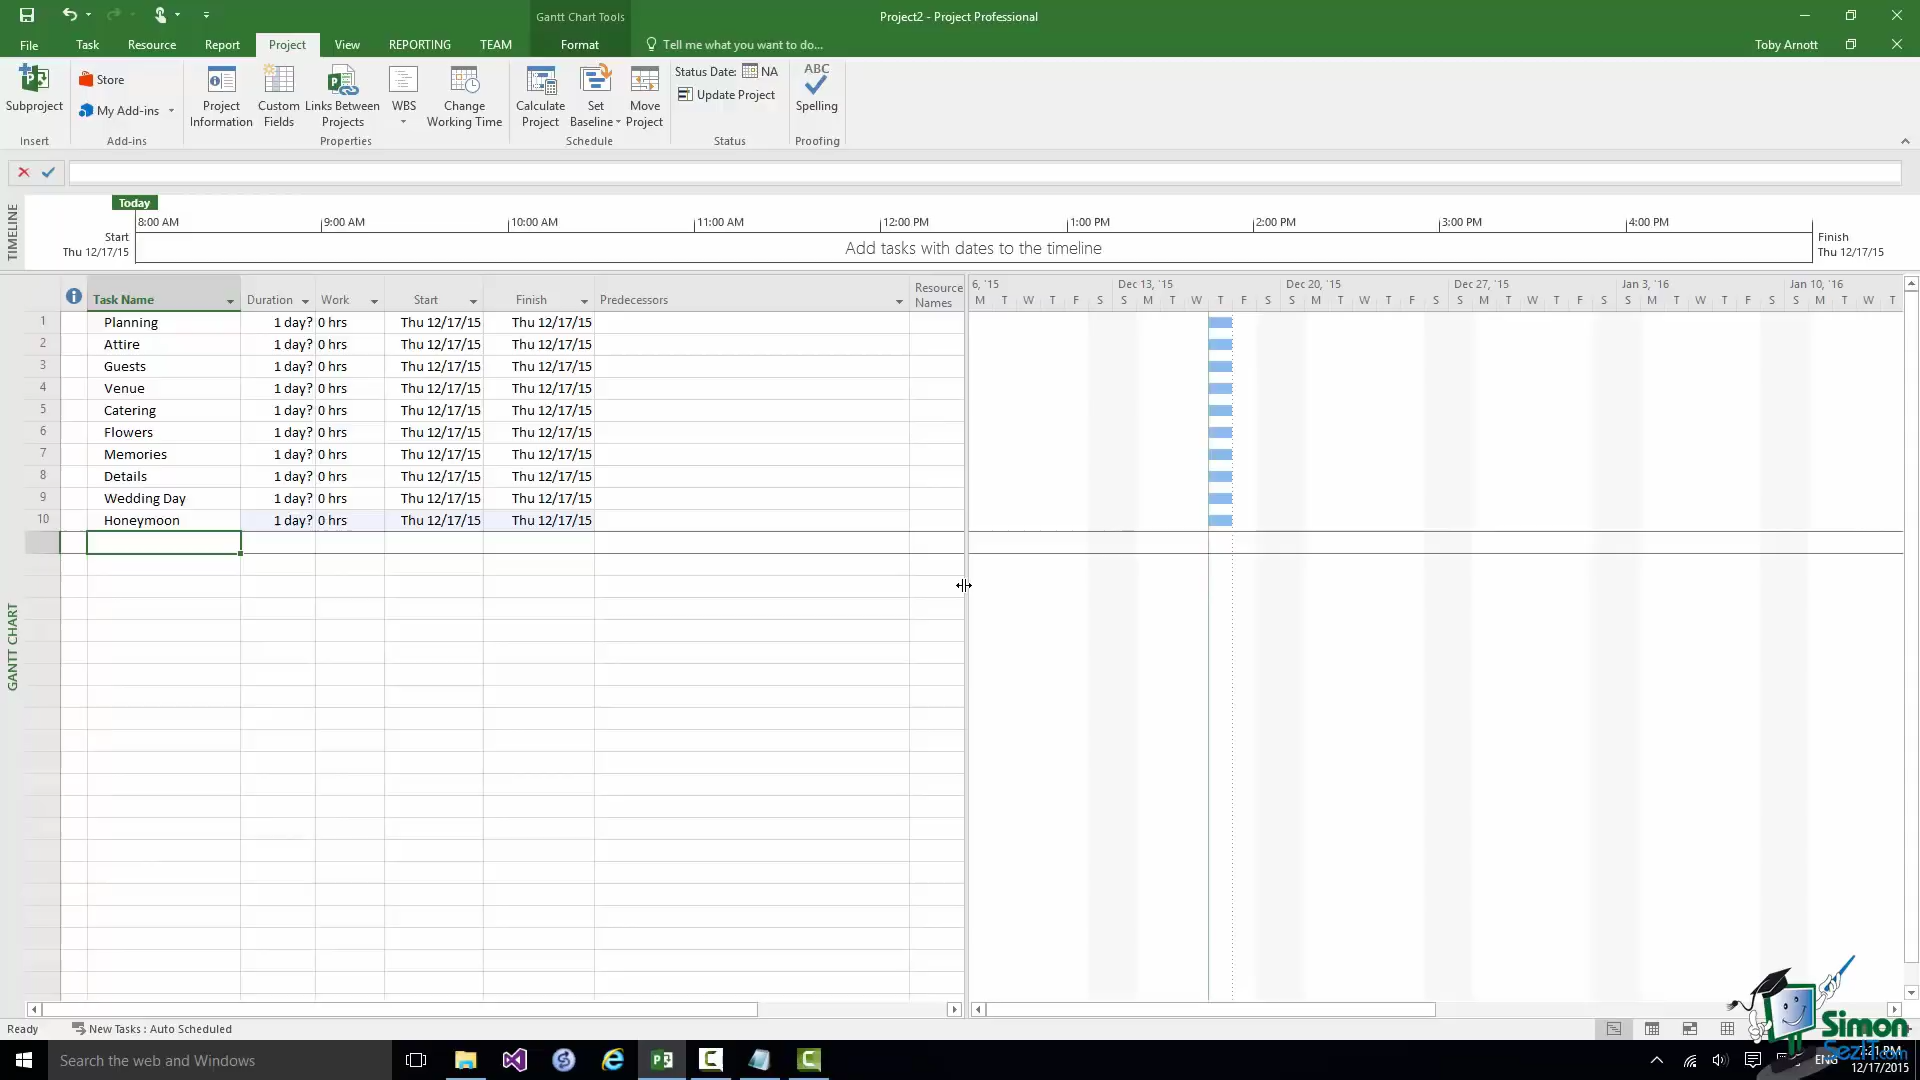 Gantt Chart Tools
Project2 - Project Professional
File Task Resource Report Project View REPORTING TEAM Format Tell me what you want to do... Toby Arnott
Subproject
Store
My Add-ins
Project Information
Custom Fields
Links Between Projects
WBS
Change Working Time
Calculate Project
Set Baseline
Move Project
Status Date: NA
Update Project
ABC
Spelling
Insert Add-ins Properties Schedule Status Proofing
TIMELINE
Today
8:00 AM 9:00 AM 10:00 AM 11:00 AM 12:00 PM 1:00 PM 2:00 PM 3:00 PM 4:00 PM
Start
Thu 12/17/15
Add tasks with dates to the timeline
Finish
Thu 12/17/15
GANTT CHART
Task Name Duration Work Start Finish Predecessors Resource Names
6, '15 Dec 13, '15 Dec 20, '15 Dec 27, '15 Jan 3, '16 Jan 10, '16
M T W T F S S M T W T F S S M T W T F S S M T W T F S S M T W T F S S M T W T
1 Planning 1 day? 0 hrs Thu 12/17/15 Thu 12/17/15
2 Attire 1 day? 0 hrs Thu 12/17/15 Thu 12/17/15
3 Guests 1 day? 0 hrs Thu 12/17/15 Thu 12/17/15
4 Venue 1 day? 0 hrs Thu 12/17/15 Thu 12/17/15
5 Catering 1 day? 0 hrs Thu 12/17/15 Thu 12/17/15
6 Flowers 1 day? 0 hrs Thu 12/17/15 Thu 12/17/15
7 Memories 1 day? 0 hrs Thu 12/17/15 Thu 12/17/15
8 Details 1 day? 0 hrs Thu 12/17/15 Thu 12/17/15
9 Wedding Day 1 day? 0 hrs Thu 12/17/15 Thu 12/17/15
10 Honeymoon 1 day? 0 hrs Thu 12/17/15 Thu 12/17/15
Ready New Tasks : Auto Scheduled
Simon
SezIT.com
Search the web and Windows
ENG
12/17/2015